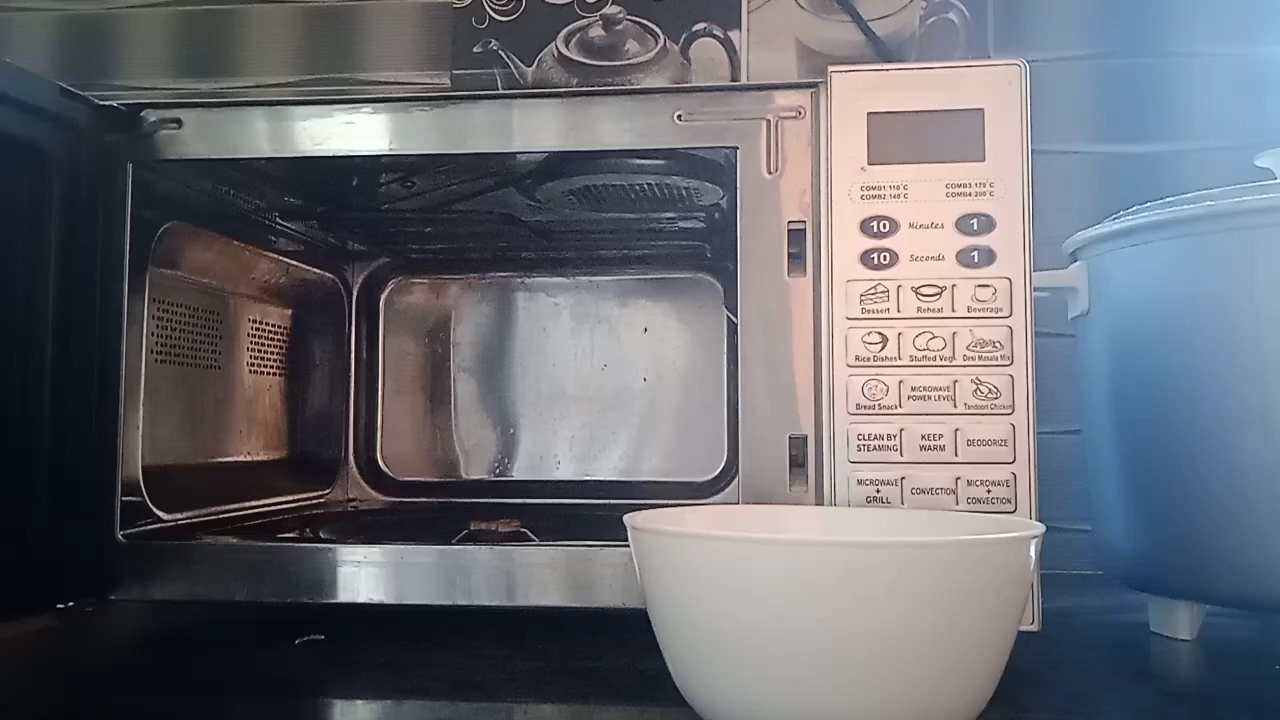 COMB1:110°C COMB3:170°C
COMB2:140°C COMB4:200°C
10 Minutes 1
10 Seconds 1
Dessert Reheat Beverage
Rice Dishes Stuffed Veg Desi Masala Mix
Bread Snack MICROWAVE POWER LEVEL Tandoori Chicken
CLEAN BY STEAMING KEEP WARM DEODORIZE
MICROWAVE + GRILL CONVECTION MICROWAVE + CONVECTION